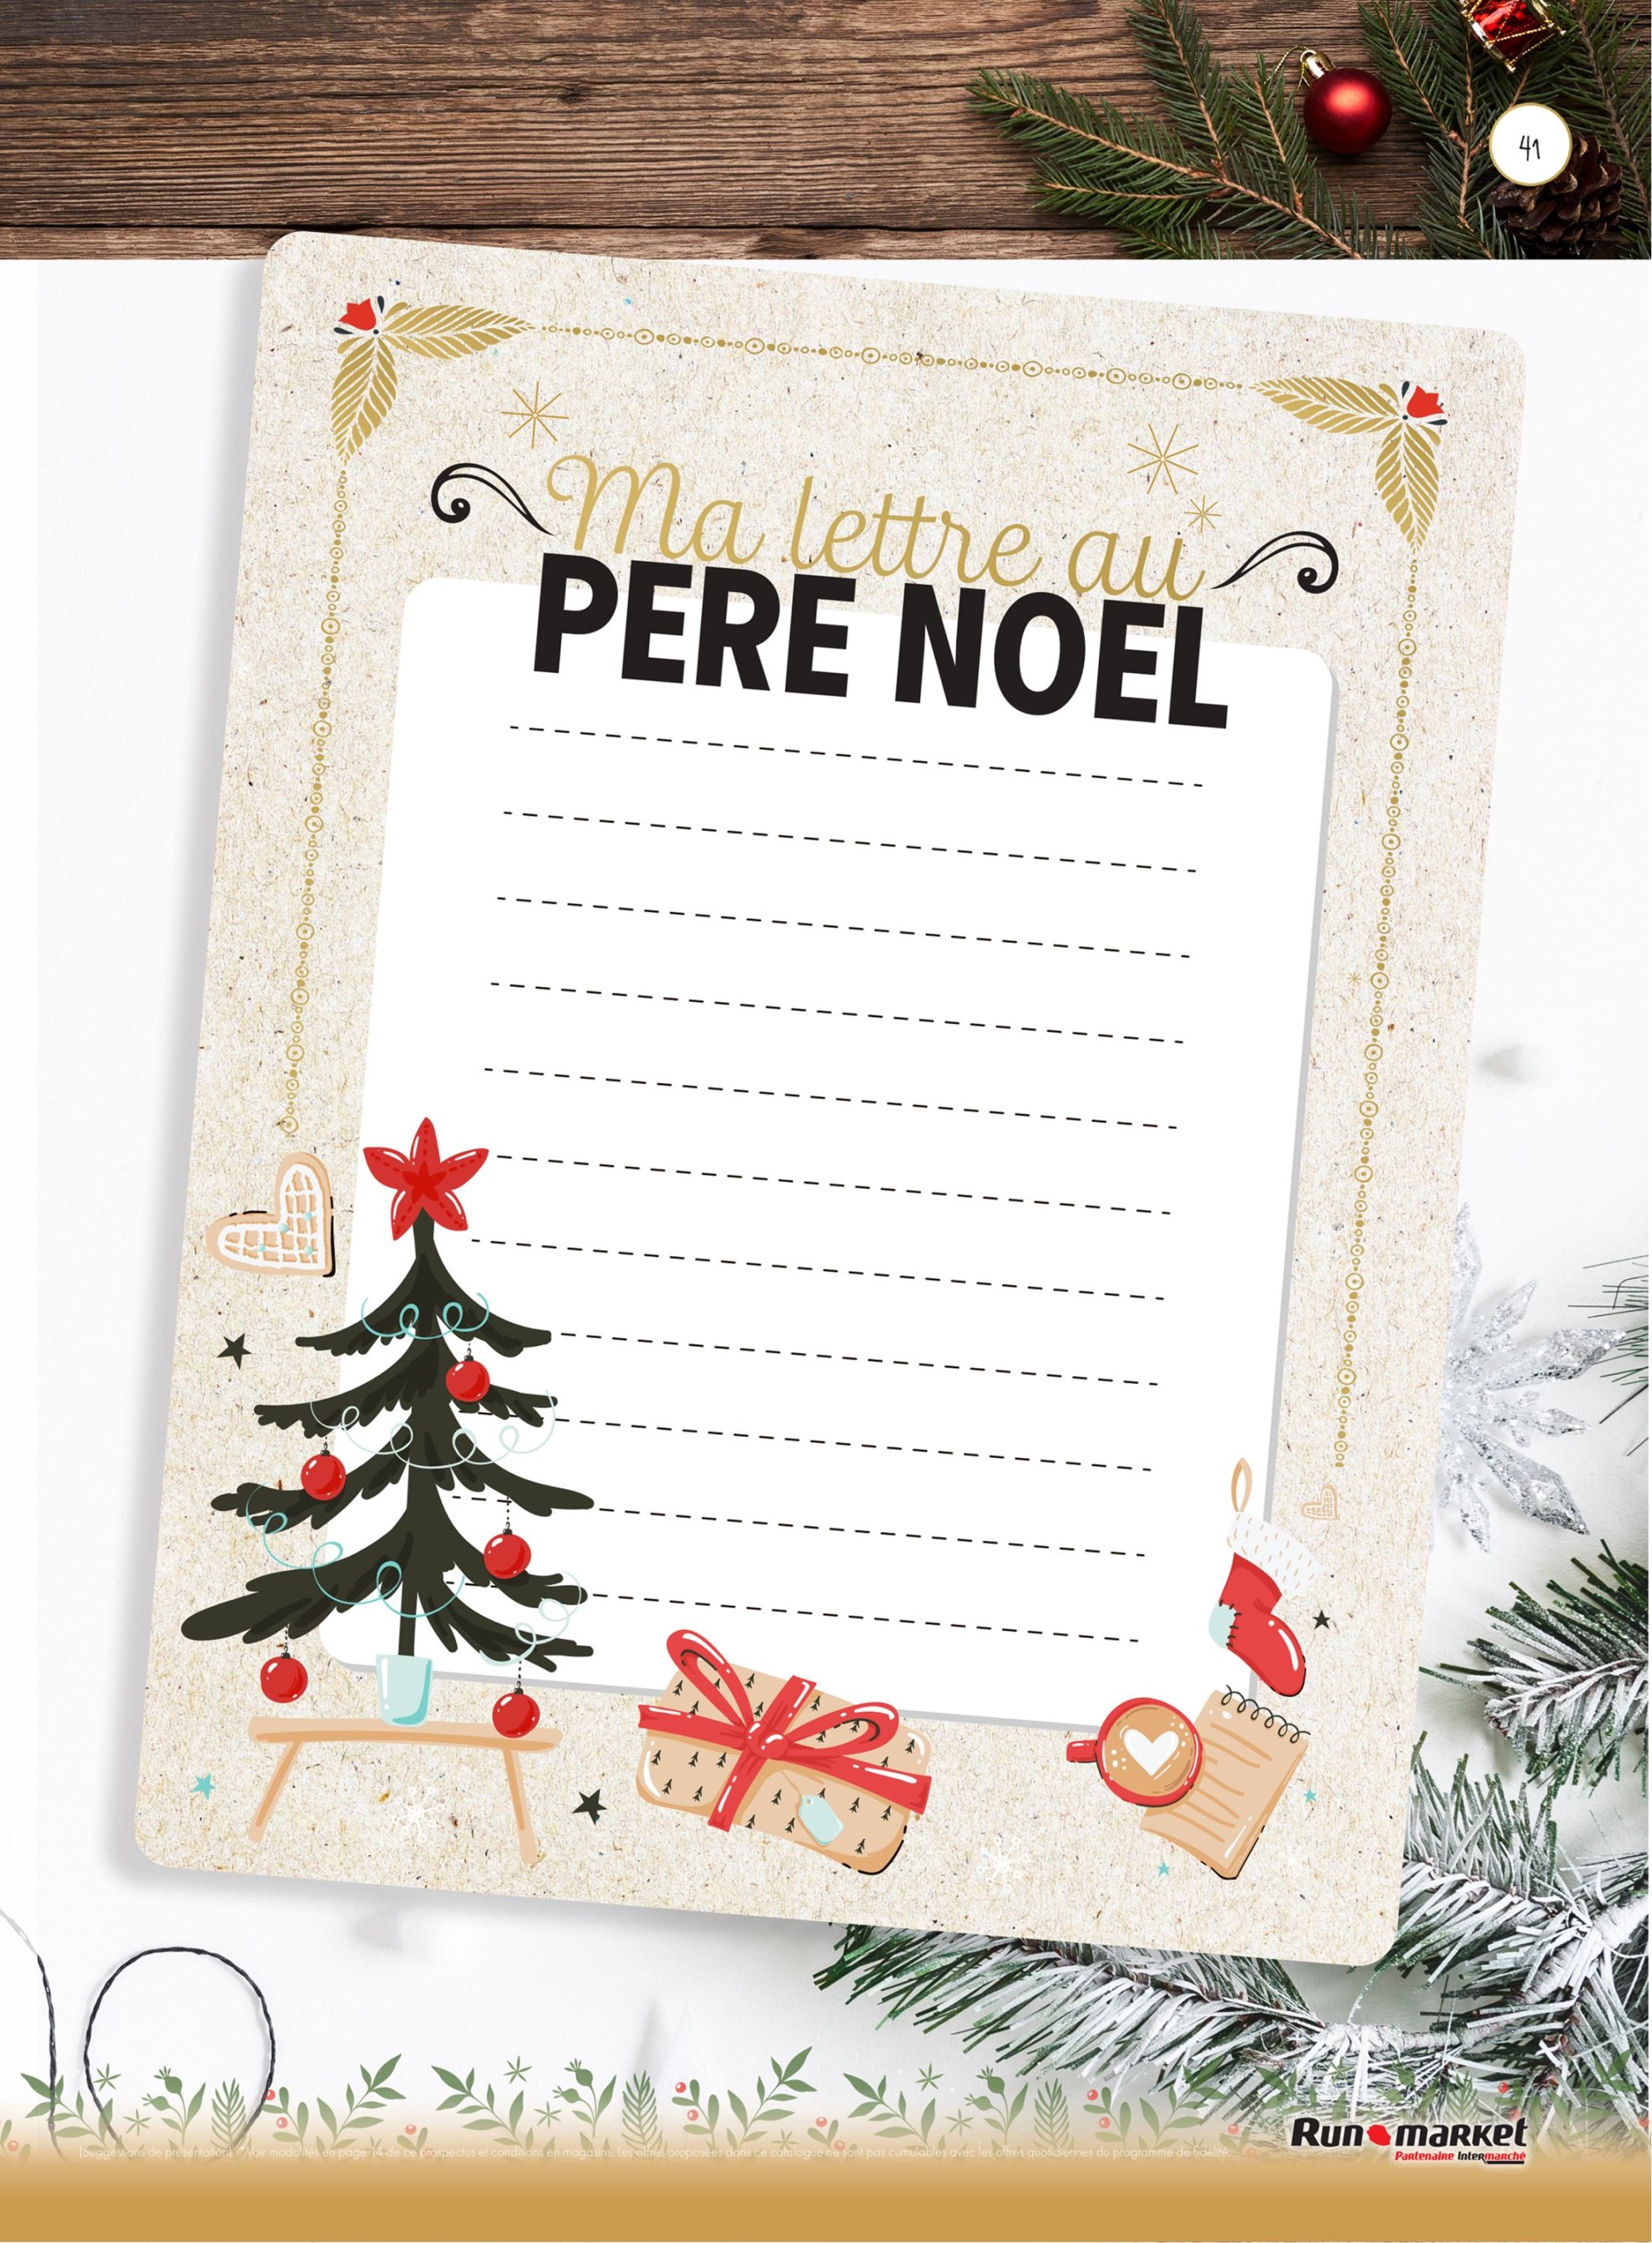 41
Ma lettre au
PERE NOEL
(Suggestions de présentation) *Voir modalités en page 14 de ce prospectus et conditions en magasins. Les offres proposées dans ce catalogue ne sont pas cumulables avec les offres quotidiennes du programme de fidélité.
Run market
Partenaire Intermarché